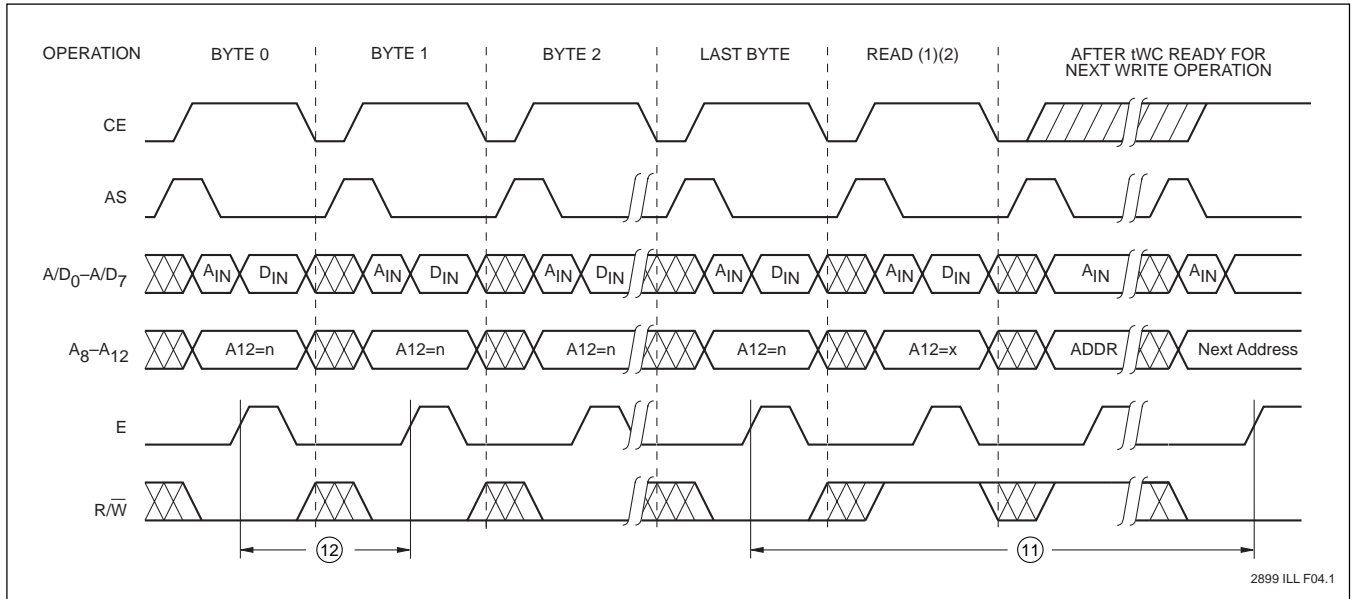 OPERATION BYTE 0 BYTE 1 BYTE 2 LAST BYTE READ (1)(2) AFTER tWC READY FOR
NEXT WRITE OPERATION
CE
AS
A/D0–A/D7 AIN DIN AIN DIN AIN DIN AIN DIN AIN DIN AIN AIN
A8–A12 A12=n A12=n A12=n A12=n A12=x ADDR Next Address
E
R/W̅
12 11
2899 ILL F04.1